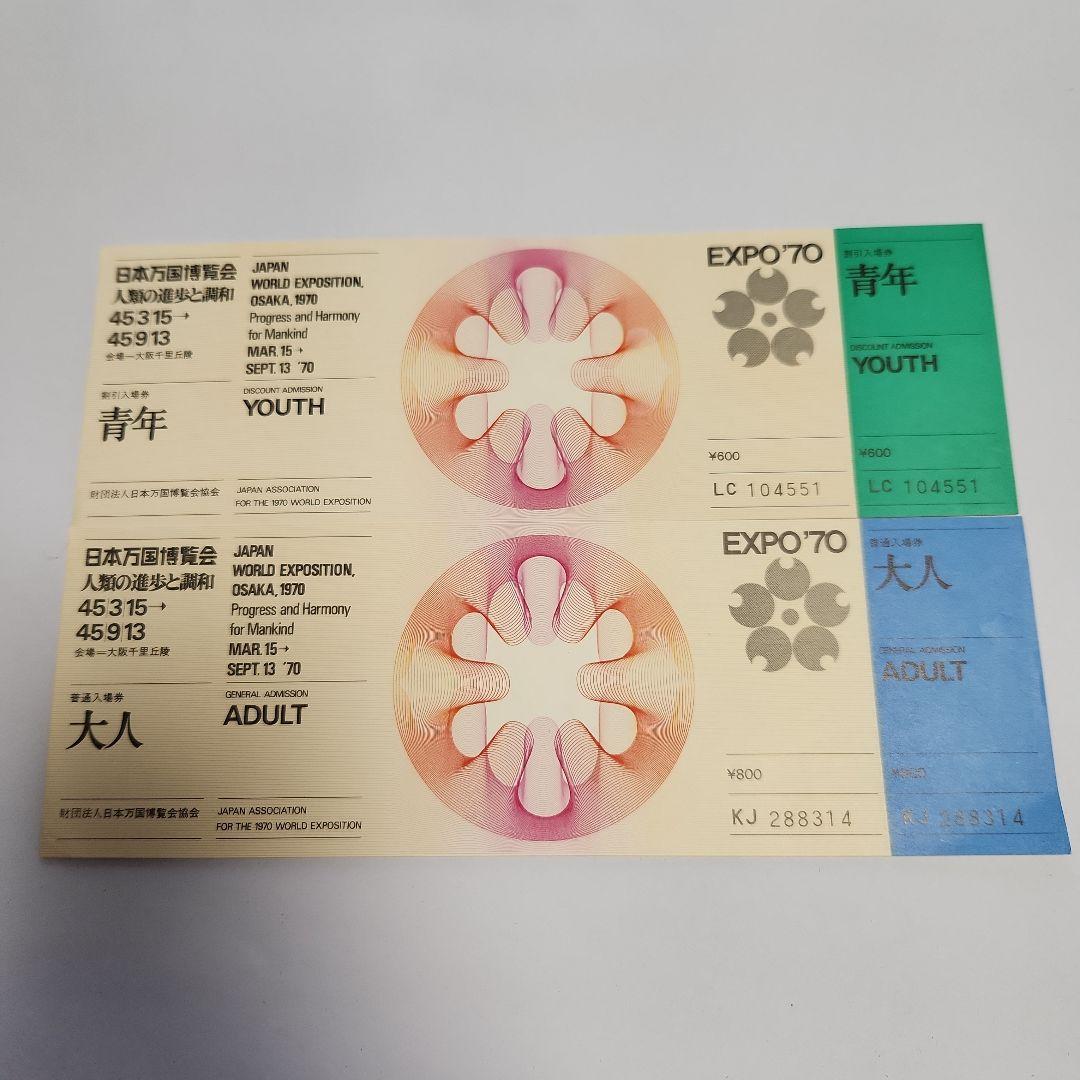 日本万国博覧会
人類の進歩と調和
45|3|15→
45|9|13
会場—大阪千里丘陵
割引入場券
青年
財団法人日本万国博覧会協会
JAPAN
WORLD EXPOSITION,
OSAKA, 1970
Progress and Harmony
for Mankind
MAR. 15→
SEPT. 13 '70
DISCOUNT ADMISSION
YOUTH
JAPAN ASSOCIATION
FOR THE 1970 WORLD EXPOSITION
EXPO'70
¥600
LC 104551
割引入場券
青年
DISCOUNT ADMISSION
YOUTH
¥600
LC 104551
日本万国博覧会
人類の進歩と調和
45|3|15→
45|9|13
会場—大阪千里丘陵
普通入場券
大人
財団法人日本万国博覧会協会
JAPAN
WORLD EXPOSITION,
OSAKA, 1970
Progress and Harmony
for Mankind
MAR. 15→
SEPT. 13 '70
GENERAL ADMISSION
ADULT
JAPAN ASSOCIATION
FOR THE 1970 WORLD EXPOSITION
EXPO'70
¥800
KJ 288314
普通入場券
大人
GENERAL ADMISSION
ADULT
¥800
KJ 288314